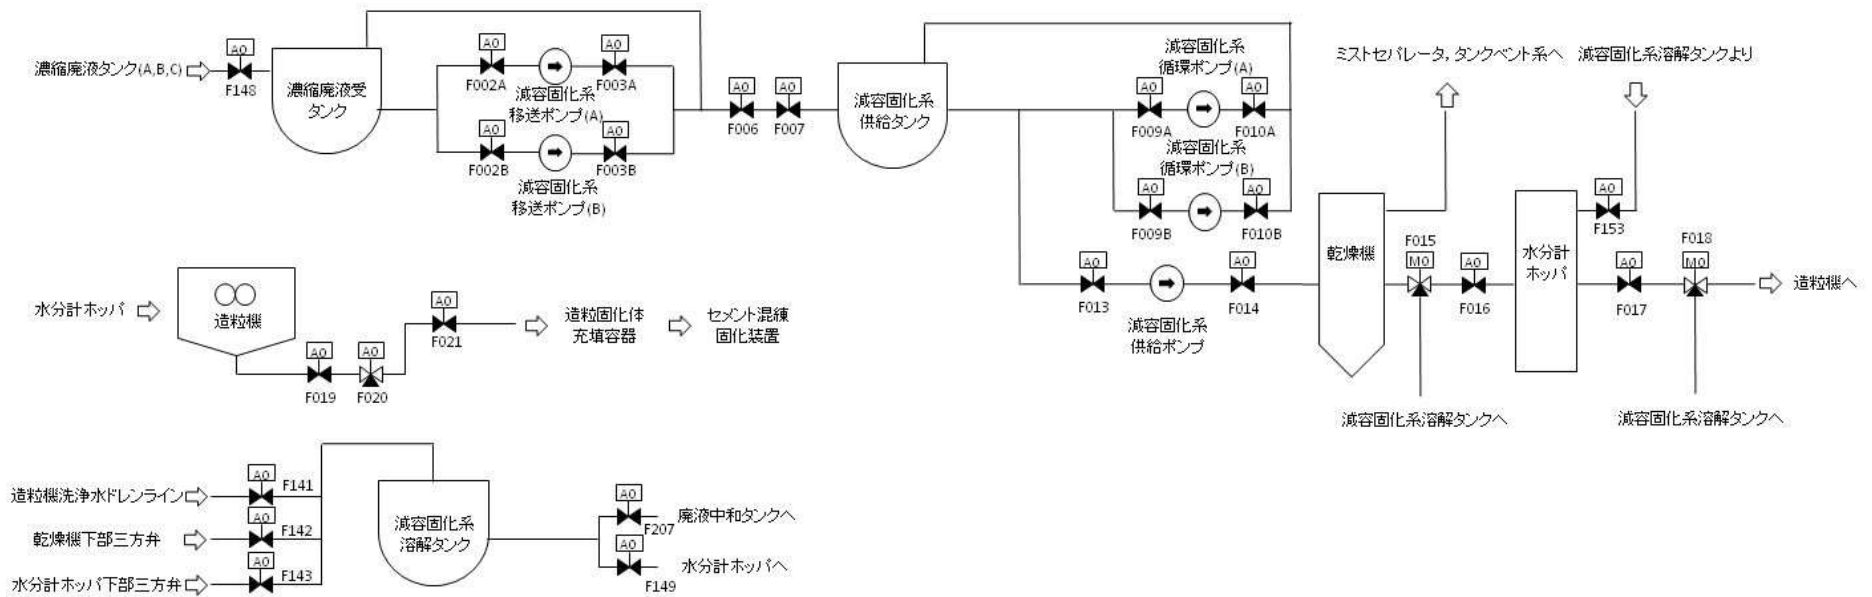 濃縮廃液タンク(A,B,C)
AO
F148
濃縮廃液受
タンク
AO
F002A
AO
F003A
減容固化系
移送ポンプ(A)
AO
F002B
AO
F003B
減容固化系
移送ポンプ(B)
AO
F006
AO
F007
減容固化系
供給タンク
減容固化系
循環ポンプ(A)
AO
F009A
AO
F010A
減容固化系
循環ポンプ(B)
AO
F009B
AO
F010B
AO
F013
AO
F014
減容固化系
供給ポンプ
ミストセパレータ,タンクベント系へ
減容固化系溶解タンクより
乾燥機
F015
MO
AO
F016
水分計
ホッパ
AO
F153
AO
F017
F018
MO
造粒機へ
減容固化系溶解タンクへ
減容固化系溶解タンクへ
水分計ホッパ
造粒機
AO
F019
AO
F020
AO
F021
造粒固化体
充填容器
セメント混練
固化装置
造粒機洗浄水ドレンライン
AO
F141
乾燥機下部三方弁
AO
F142
水分計ホッパ下部三方弁
AO
F143
減容固化系
溶解タンク
AO
F207
廃液中和タンクへ
AO
F149
水分計ホッパへ